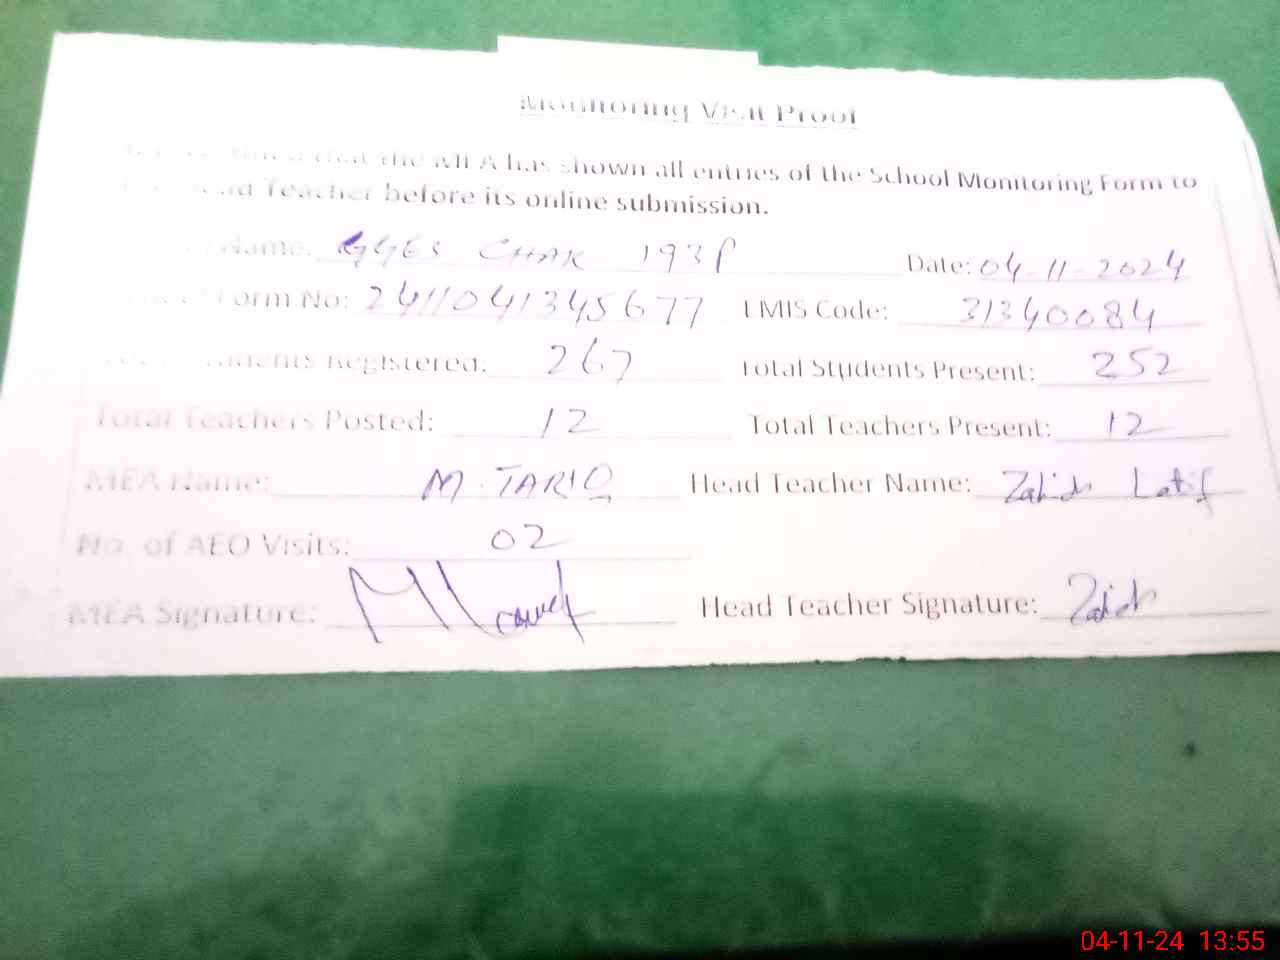 Monitoring Visit Proof
that the MEA has shown all entries of the School Monitoring Form to
Teacher before its online submission.
Name: GGES CHAK 193P Date: 04-11-2024
Form No: 2411041345677 EMIS Code: 31340084
Students Registered: 267 Total Students Present: 252
Total Teachers Posted: 12 Total Teachers Present: 12
MEA Name: M. TARIQ Head Teacher Name: Zahida Latif
No. of AEO Visits: 02
MEA Signature: Head Teacher Signature:
04-11-24 13:55